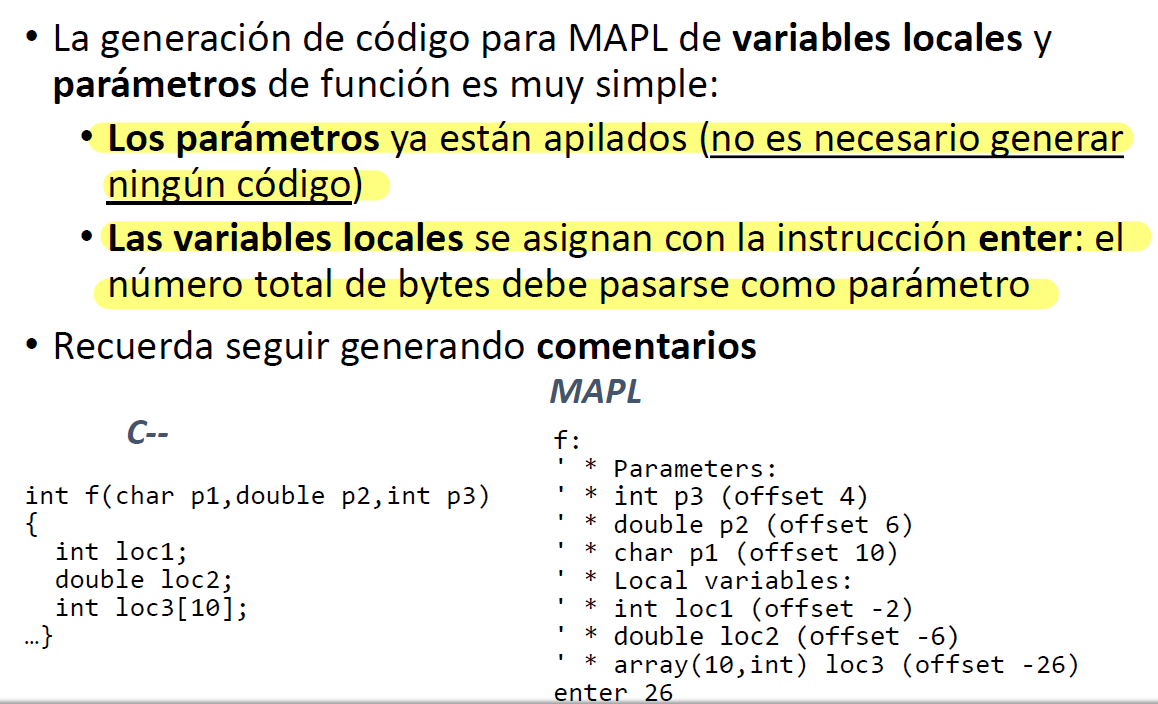 • La generación de código para MAPL de variables locales y
parámetros de función es muy simple:
• Los parámetros ya están apilados (no es necesario generar
ningún código)
• Las variables locales se asignan con la instrucción enter: el
número total de bytes debe pasarse como parámetro
• Recuerda seguir generando comentarios
MAPL
C--
f:
' * Parameters:
' * int p3 (offset 4)
' * double p2 (offset 6)
' * char p1 (offset 10)
' * Local variables:
' * int loc1 (offset -2)
' * double loc2 (offset -6)
' * array(10,int) loc3 (offset -26)
enter 26
int f(char p1,double p2,int p3)
{
int loc1;
double loc2;
int loc3[10];
…}